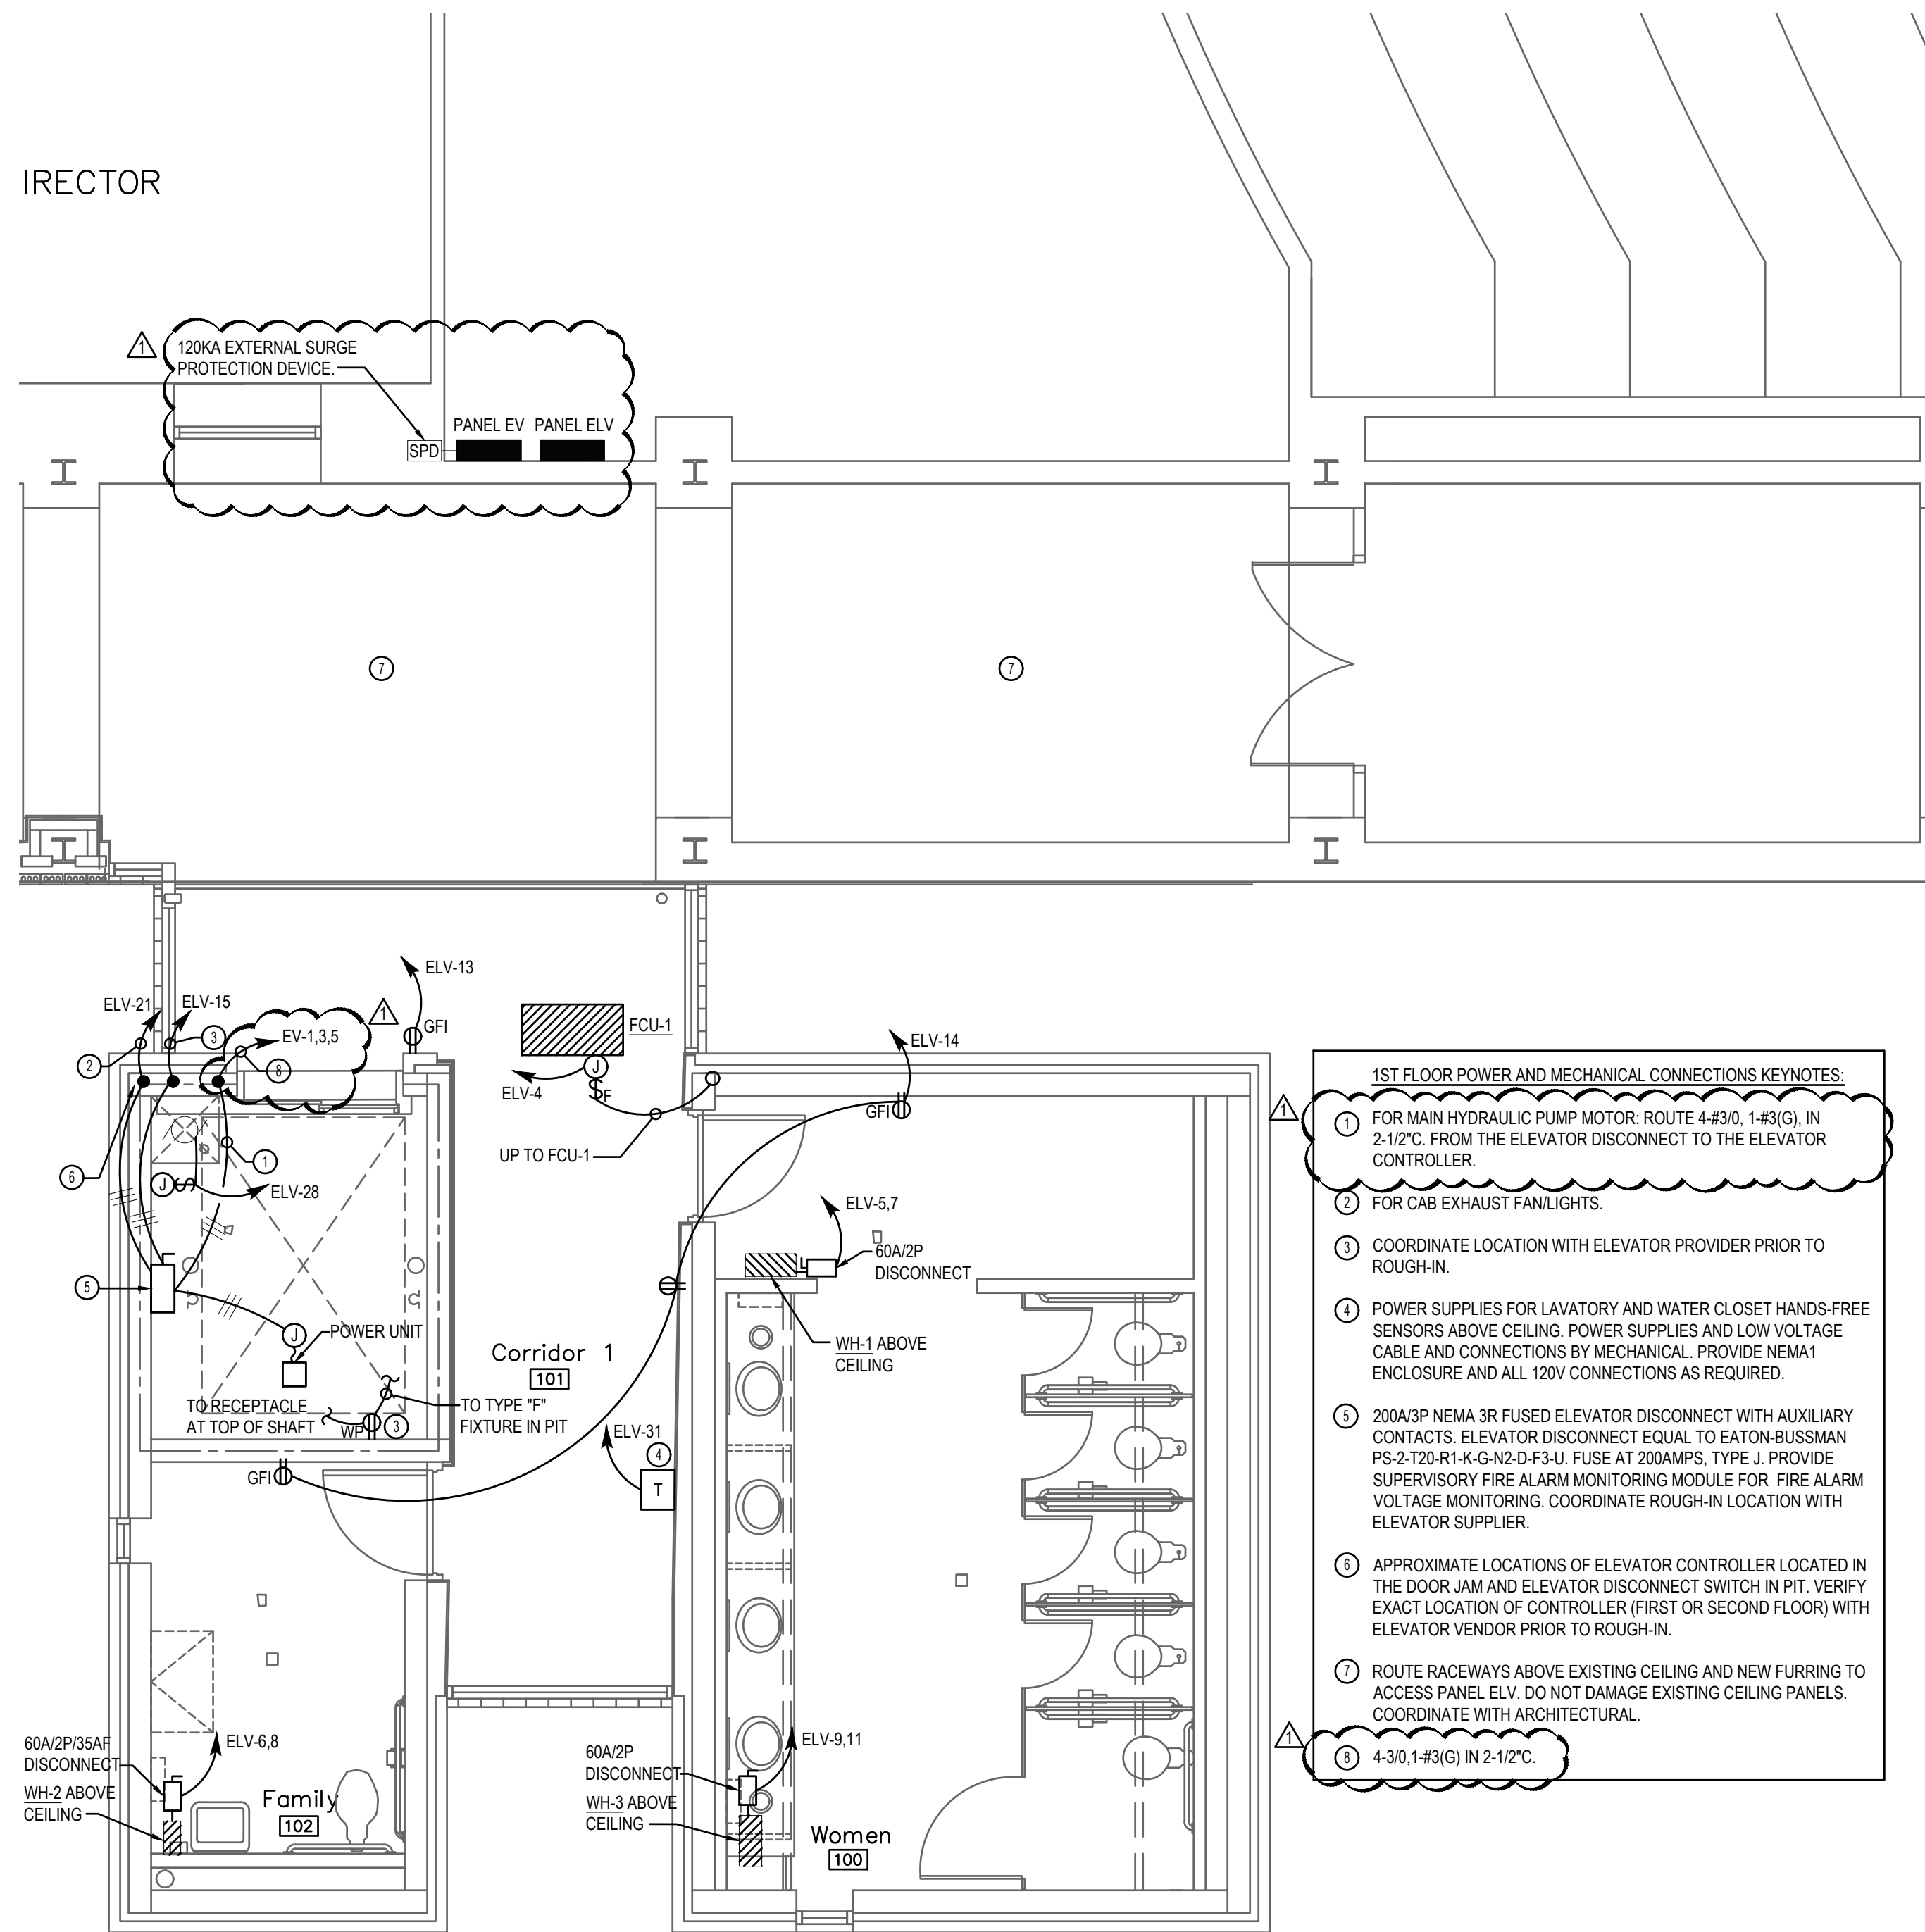 IRECTOR
1
120KA EXTERNAL SURGE
PROTECTION DEVICE.
PANEL EV PANEL ELV
SPD
7
7
ELV-13
ELV-21
ELV-15
1
3
EV-1,3,5
GFI
FCU-1
2
8
J
ELV-14
ELV-4
F
GFI
UP TO FCU-1
1
6
J
ELV-28
ELV-5,7
60A/2P
DISCONNECT
5
J
POWER UNIT
WH-1 ABOVE
CEILING
Corridor 1
101
TO RECEPTACLE
AT TOP OF SHAFT
WP
3
TO TYPE "F"
FIXTURE IN PIT
ELV-31
4
T
GFI
60A/2P/35AF
DISCONNECT
WH-2 ABOVE
CEILING
ELV-6,8
Family
102
60A/2P
DISCONNECT
WH-3 ABOVE
CEILING
ELV-9,11
Women
100
1ST FLOOR POWER AND MECHANICAL CONNECTIONS KEYNOTES:
1
1 FOR MAIN HYDRAULIC PUMP MOTOR: ROUTE 4-#3/0, 1-#3(G), IN
2-1/2"C. FROM THE ELEVATOR DISCONNECT TO THE ELEVATOR
CONTROLLER.
2 FOR CAB EXHAUST FAN/LIGHTS.
3 COORDINATE LOCATION WITH ELEVATOR PROVIDER PRIOR TO
ROUGH-IN.
4 POWER SUPPLIES FOR LAVATORY AND WATER CLOSET HANDS-FREE
SENSORS ABOVE CEILING. POWER SUPPLIES AND LOW VOLTAGE
CABLE AND CONNECTIONS BY MECHANICAL. PROVIDE NEMA1
ENCLOSURE AND ALL 120V CONNECTIONS AS REQUIRED.
5 200A/3P NEMA 3R FUSED ELEVATOR DISCONNECT WITH AUXILIARY
CONTACTS. ELEVATOR DISCONNECT EQUAL TO EATON-BUSSMAN
PS-2-T20-R1-K-G-N2-D-F3-U. FUSE AT 200AMPS, TYPE J. PROVIDE
SUPERVISORY FIRE ALARM MONITORING MODULE FOR FIRE ALARM
VOLTAGE MONITORING. COORDINATE ROUGH-IN LOCATION WITH
ELEVATOR SUPPLIER.
6 APPROXIMATE LOCATIONS OF ELEVATOR CONTROLLER LOCATED IN
THE DOOR JAM AND ELEVATOR DISCONNECT SWITCH IN PIT. VERIFY
EXACT LOCATION OF CONTROLLER (FIRST OR SECOND FLOOR) WITH
ELEVATOR VENDOR PRIOR TO ROUGH-IN.
7 ROUTE RACEWAYS ABOVE EXISTING CEILING AND NEW FURRING TO
ACCESS PANEL ELV. DO NOT DAMAGE EXISTING CEILING PANELS.
COORDINATE WITH ARCHITECTURAL.
1
8 4-3/0,1-#3(G) IN 2-1/2"C.